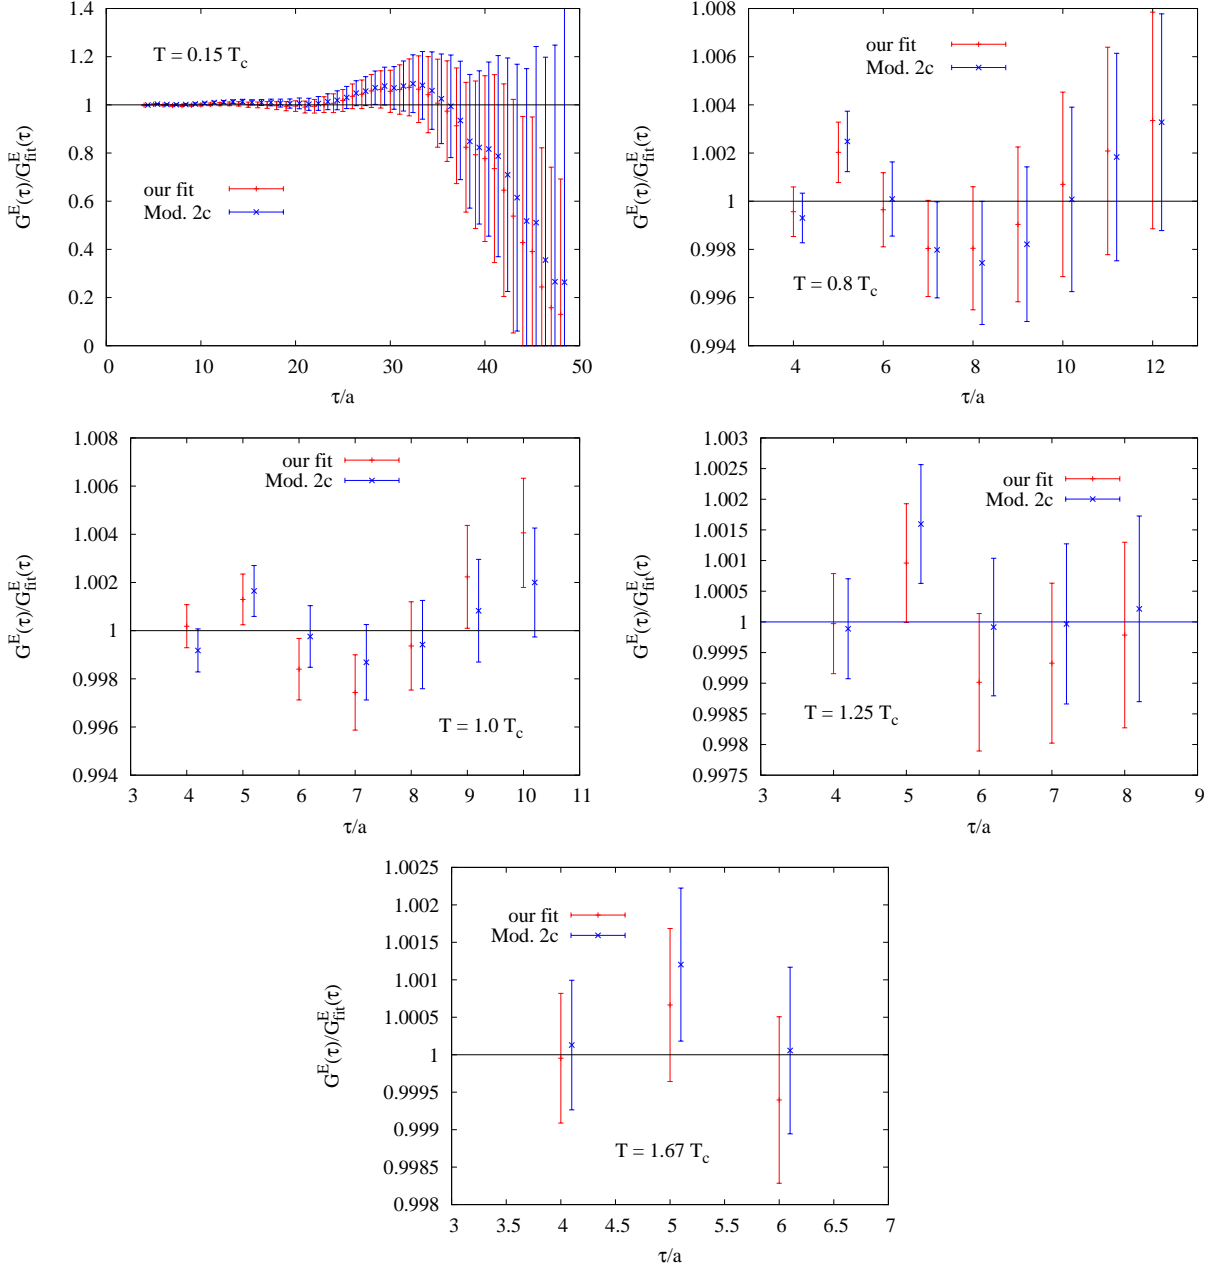 G^E(τ)/G^E_fit(τ)
1.4
1.2
1
0.8
0.6
0.4
0.2
0
T = 0.15 T_c
our fit
Mod. 2c
0 10 20 30 40 50
τ/a
G^E(τ)/G^E_fit(τ)
1.008
1.006
1.004
1.002
1
0.998
0.996
0.994
our fit
Mod. 2c
T = 0.8 T_c
4 6 8 10 12
τ/a
G^E(τ)/G^E_fit(τ)
1.008
1.006
1.004
1.002
1
0.998
0.996
0.994
our fit
Mod. 2c
T = 1.0 T_c
3 4 5 6 7 8 9 10 11
τ/a
G^E(τ)/G^E_fit(τ)
1.003
1.0025
1.002
1.0015
1.001
1.0005
1
0.9995
0.999
0.9985
0.998
0.9975
our fit
Mod. 2c
T = 1.25 T_c
3 4 5 6 7 8 9
τ/a
G^E(τ)/G^E_fit(τ)
1.0025
1.002
1.0015
1.001
1.0005
1
0.9995
0.999
0.9985
0.998
our fit
Mod. 2c
T = 1.67 T_c
3 3.5 4 4.5 5 5.5 6 6.5 7
τ/a